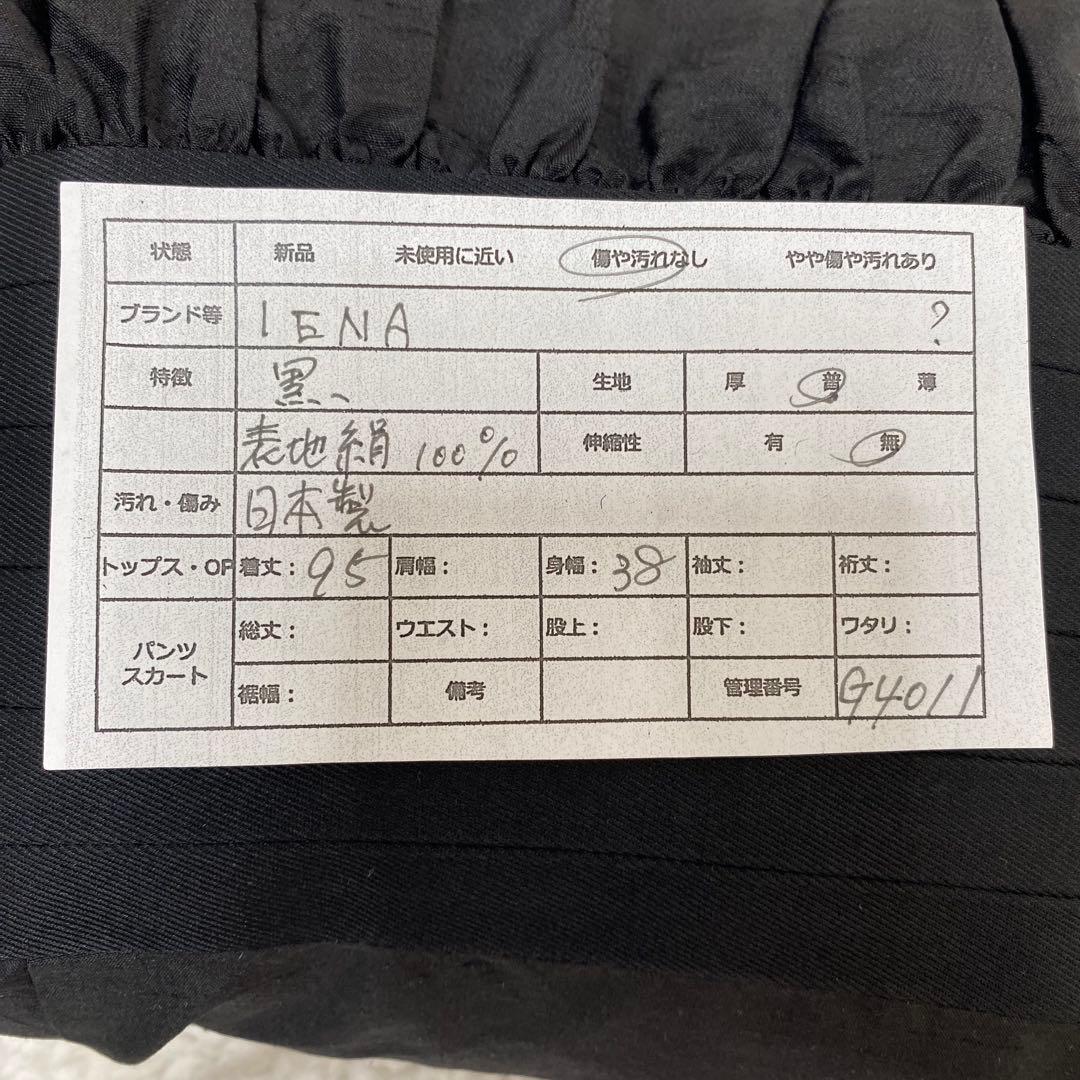 状態 新品 未使用に近い 傷や汚れなし やや傷や汚れあり
ブランド等 IENA ?
特徴 黒、 生地 厚 普 薄
表地絹 100% 伸縮性 有 無
汚れ・傷み 日本製
トップス・OP 着丈：95 肩幅： 身幅：38 袖丈： 裄丈：
パンツ スカート 総丈： ウエスト： 股上： 股下： ワタリ：
裾幅： 備考 管理番号 G4011